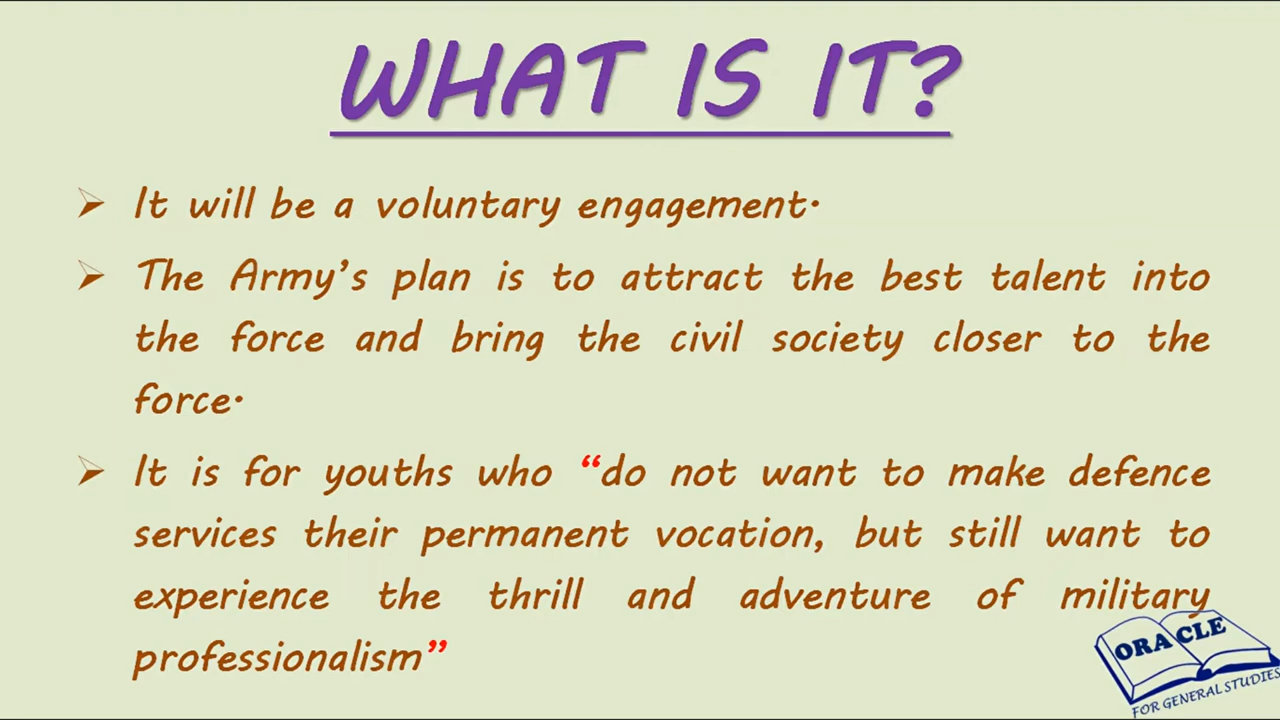 WHAT IS IT?
It will be a voluntary engagement.
The Army's plan is to attract the best talent into
the force and bring the civil society closer to the
force.
It is for youths who “do not want to make defence
services their permanent vocation, but still want to
experience the thrill and adventure of military
professionalism”
ORACLE
FOR GENERAL STUDIES